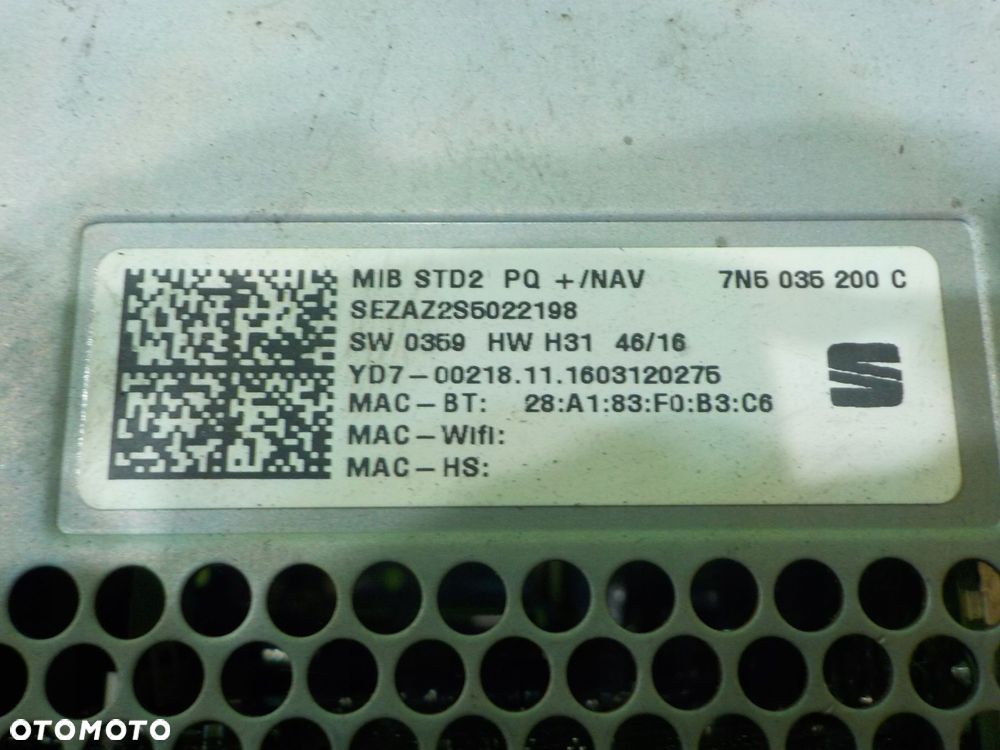 MIB STD2 PQ +/NAV 7N5 035 200 C
SEZAZ2S5022198
SW 0359 HW H31 46/16
YD7-00218.11.1603120275
MAC-BT: 28:A1:83:F0:B3:C6
MAC-Wifi:
MAC-HS:
OTOMOTO